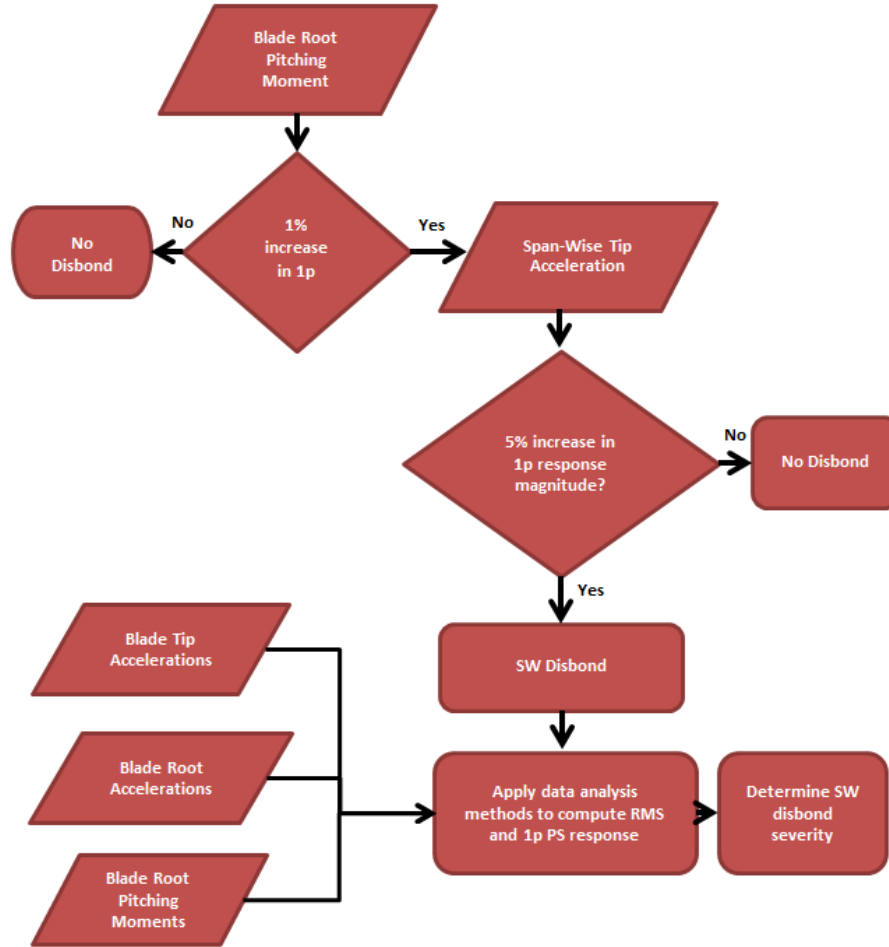 Blade Root
Pitching
Moment
No
1%
increase
in 1p
Yes
No
Disbond
Span-Wise Tip
Acceleration
5% increase in
1p response
magnitude?
No
No Disbond
Yes
Blade Tip
Accelerations
SW Disbond
Blade Root
Accelerations
Apply data analysis
methods to compute RMS
and 1p PS response
Determine SW
disbond
severity
Blade Root
Pitching
Moments